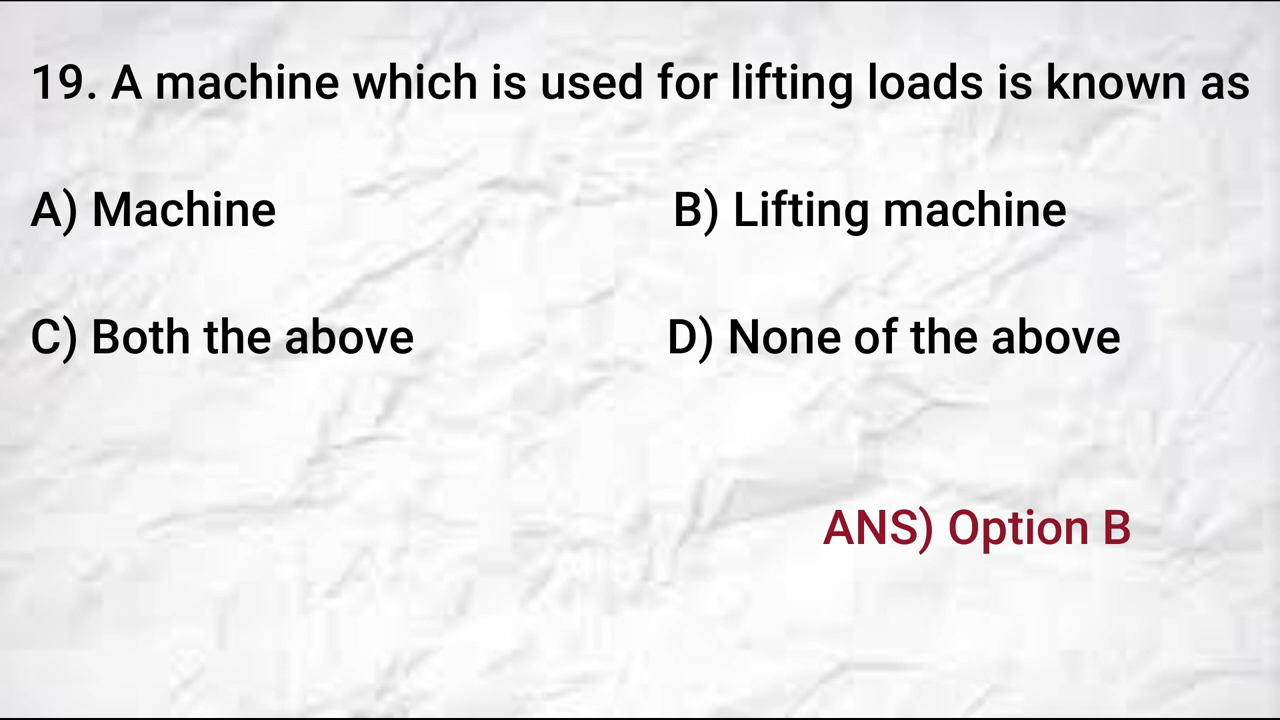 19. A machine which is used for lifting loads is known as
A) Machine B) Lifting machine
C) Both the above D) None of the above
ANS) Option B